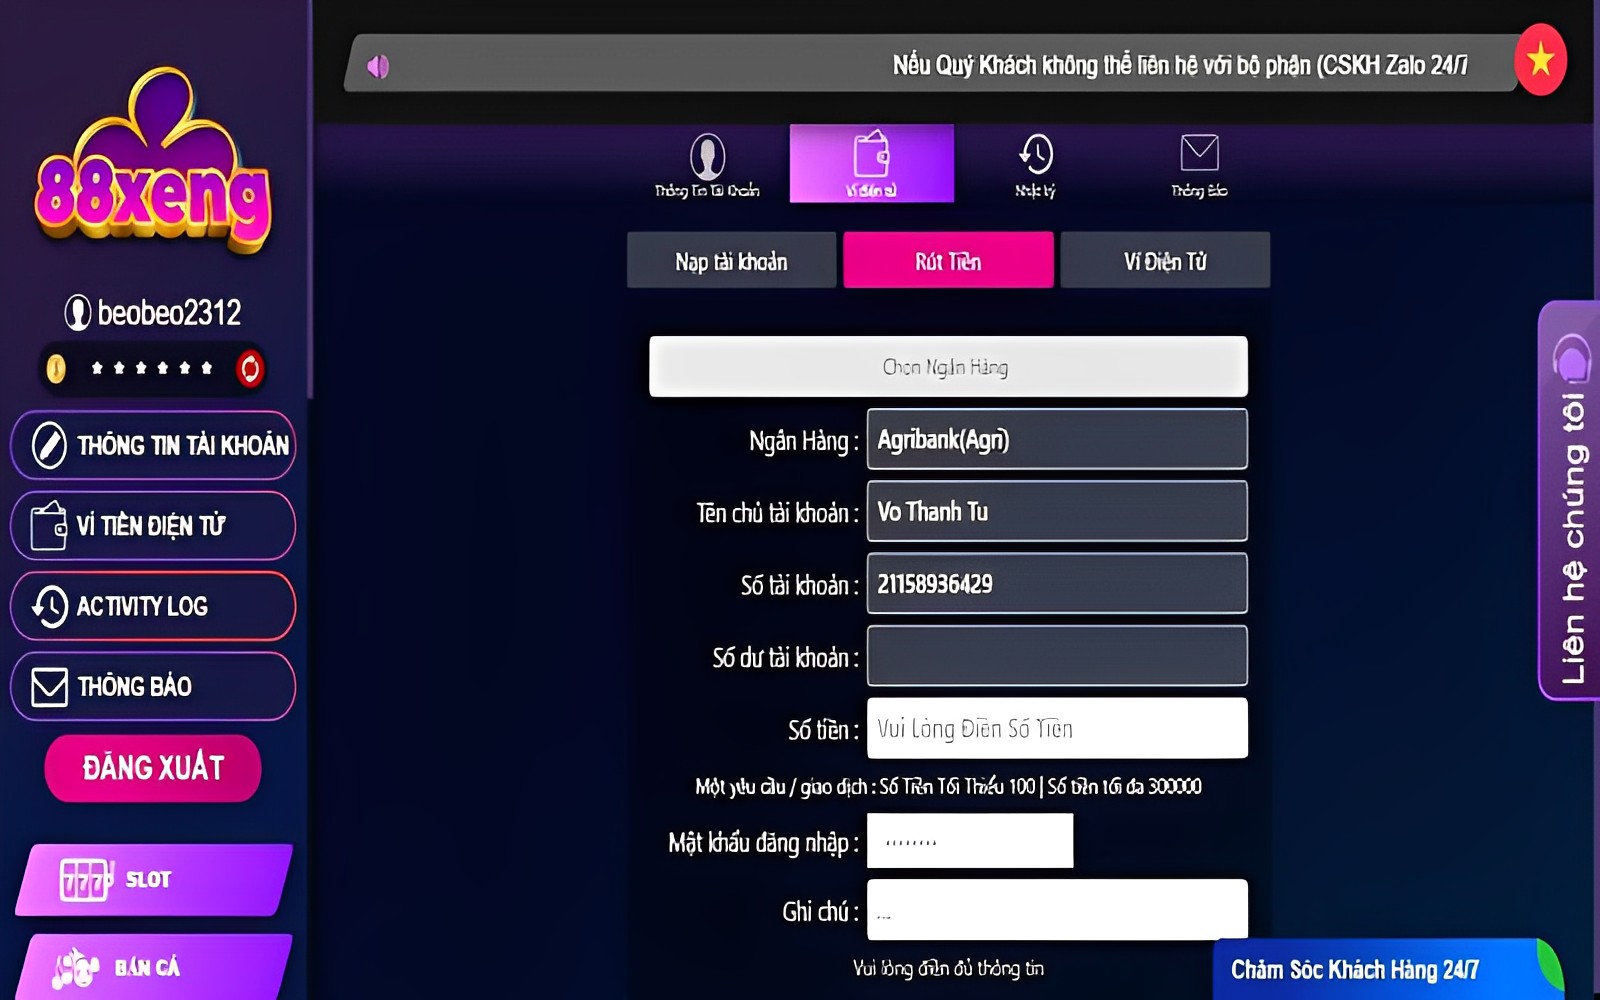 Nếu Quý Khách không thể liên hệ với bộ phận (CSKH Zalo 24/7
88xeng
beobeo2312
******
THÔNG TIN TÀI KHOẢN
VÍ TIỀN ĐIỆN TỬ
ACTIVITY LOG
THÔNG BÁO
ĐĂNG XUẤT
777 SLOT
BẮN CÁ
Thông Tin Tài Khoản
Ví điện tử
Nhật ký
Thông Báo
Nạp tài khoản
Rút Tiền
Ví Điện Tử
Chọn Ngân Hàng
Ngân Hàng : Agribank(Agri)
Tên chủ tài khoản : Vo Thanh Tu
Số tài khoản : 21158936429
Số dư tài khoản :
Số tiền : Vui Lòng Điền Số Tiền
Một yêu cầu / giao dịch : Số Tiền Tối Thiểu 100 | Số tiền tối đa 300000
Mật khẩu đăng nhập : ········
Ghi chú : ...
Vui lòng điền đủ thông tin
Liên hệ chúng tôi
Chăm Sóc Khách Hàng 24/7